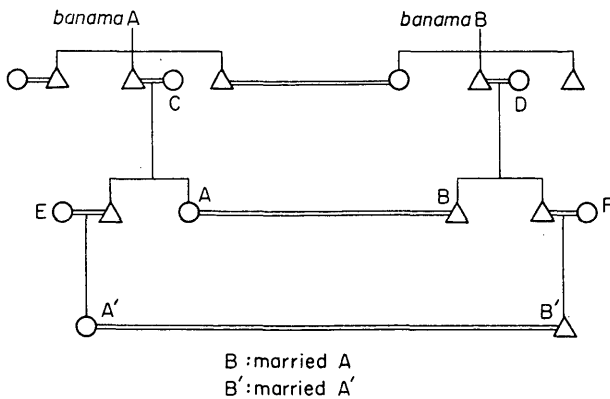 banama A banama B
C D
E A B F
A′ B′
B : married A
B′ : married A′